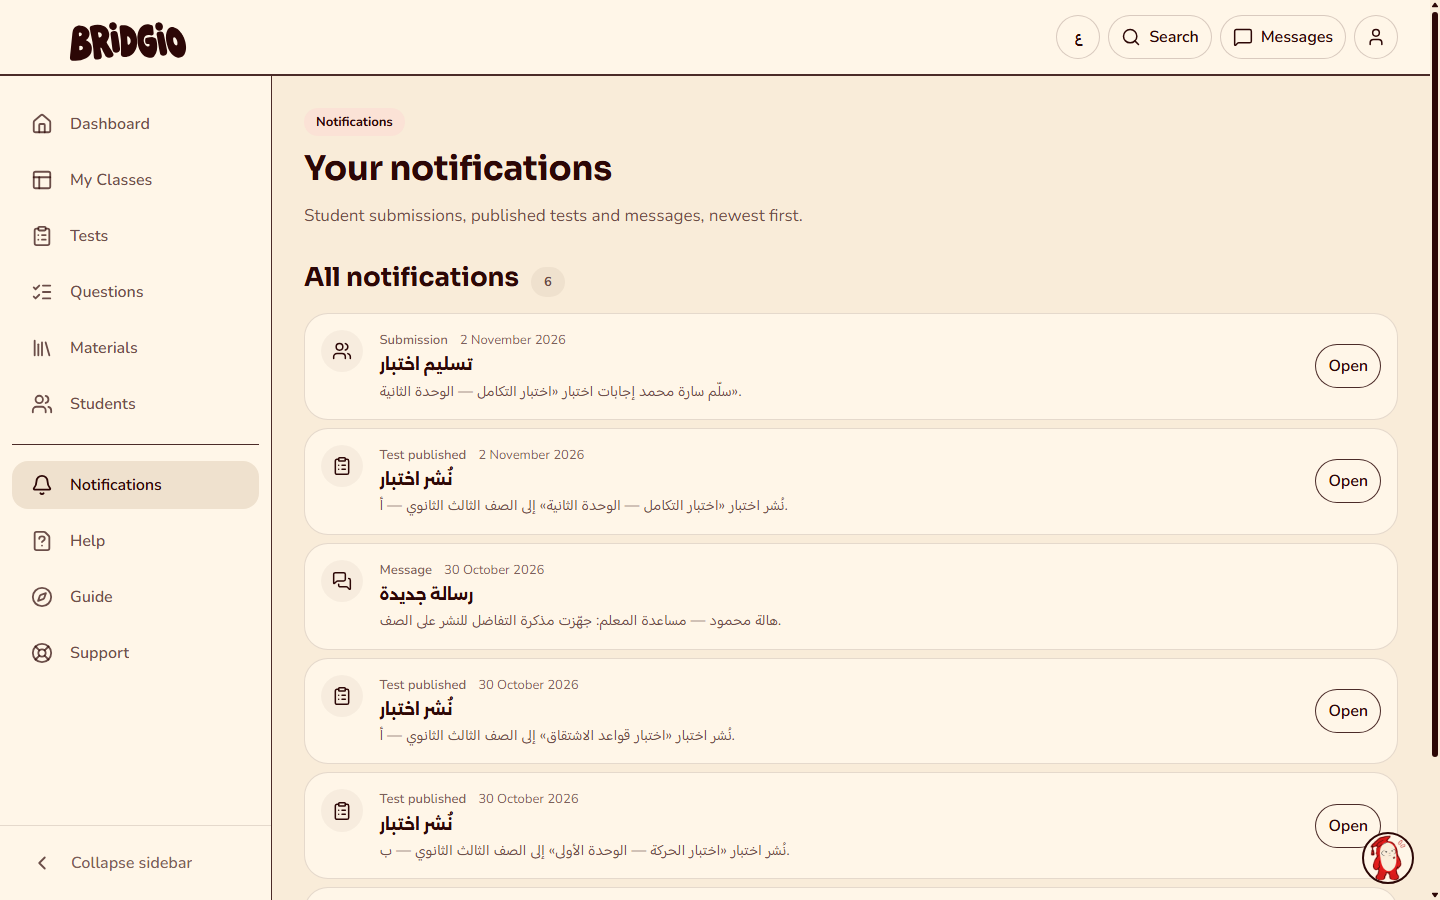 BRiDGiO
ع
Search
Messages
Dashboard
My Classes
Tests
Questions
Materials
Students
Notifications
Help
Guide
Support
Collapse sidebar
Notifications
Your notifications
Student submissions, published tests and messages, newest first.
All notifications 6
Submission 2 November 2026
تسليم اختبار
سلّم سارة محمد إجابات اختبار «اختبار التكامل — الوحدة الثانية».
Open
Test published 2 November 2026
نُشر اختبار
نُشر اختبار «اختبار التكامل — الوحدة الثانية» إلى الصف الثالث الثانوي — أ.
Open
Message 30 October 2026
رسالة جديدة
هالة محمود — مساعدة المعلم: جهّزت مذكرة التفاضل للنشر على الصف.
Test published 30 October 2026
نُشر اختبار
نُشر اختبار «اختبار قواعد الاشتقاق» إلى الصف الثالث الثانوي — أ.
Open
Test published 30 October 2026
نُشر اختبار
نُشر اختبار «اختبار الحركة — الوحدة الأولى» إلى الصف الثالث الثانوي — ب.
Open